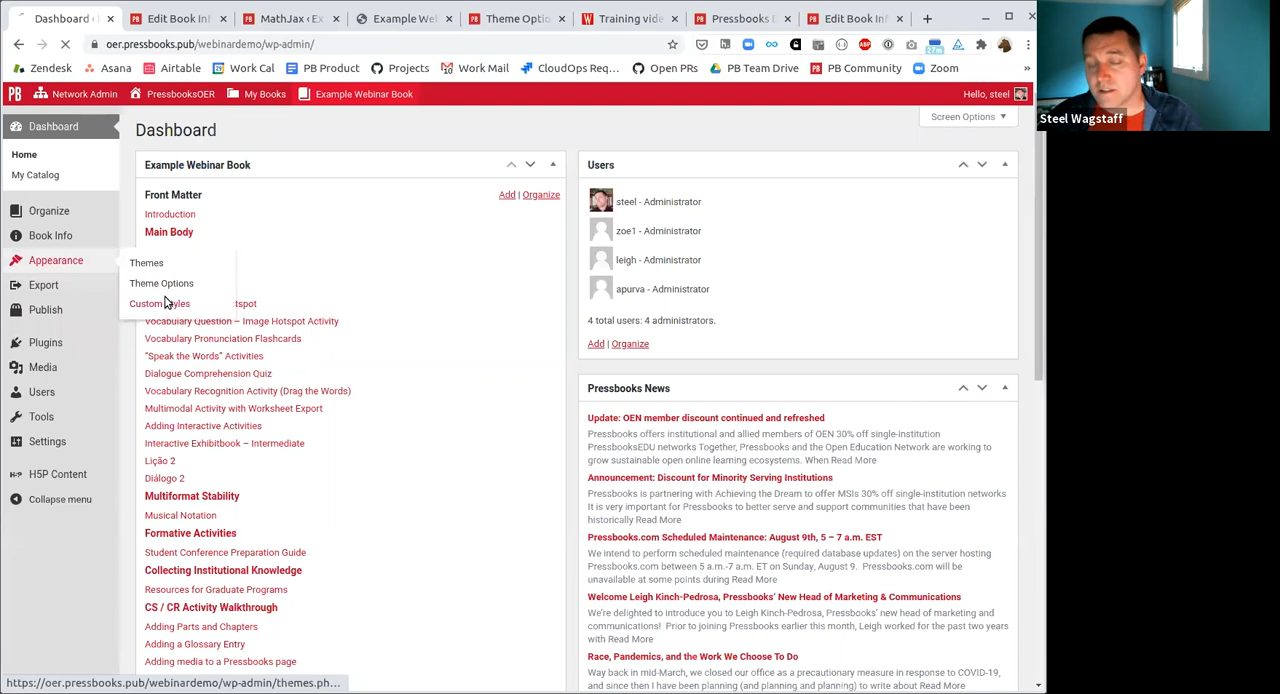 Dashboard ‹
Edit Book Inf
MathJax ‹ Ex
Example Web
Theme Optio
Training vide
Pressbooks E
Edit Book Inf
oer.pressbooks.pub/webinardemo/wp-admin/
Zendesk
Asana
Airtable
Work Cal
PB Product
Projects
Work Mail
CloudOps Req...
Open PRs
PB Team Drive
PB Community
Zoom
»
PB
Network Admin
PressbooksOER
My Books
Example Webinar Book
Hello, steel
Steel Wagstaff
Dashboard
Home
My Catalog
Organize
Book Info
Appearance
Export
Publish
Plugins
Media
Users
Tools
Settings
H5P Content
Collapse menu
Themes
Theme Options
Custom Styles
Dashboard
Screen Options ▼
Example Webinar Book
Front Matter
Add | Organize
Introduction
Main Body
tspot
Vocabulary Question – Image Hotspot Activity
Vocabulary Pronunciation Flashcards
“Speak the Words” Activities
Dialogue Comprehension Quiz
Vocabulary Recognition Activity (Drag the Words)
Multimodal Activity with Worksheet Export
Adding Interactive Activities
Interactive Exhibitbook – Intermediate
Lição 2
Diálogo 2
Multiformat Stability
Musical Notation
Formative Activities
Student Conference Preparation Guide
Collecting Institutional Knowledge
Resources for Graduate Programs
CS / CR Activity Walkthrough
Adding Parts and Chapters
Adding a Glossary Entry
Adding media to a Pressbooks page
Users
steel - Administrator
zoe1 - Administrator
leigh - Administrator
apurva - Administrator
4 total users: 4 administrators.
Add | Organize
Pressbooks News
Update: OEN member discount continued and refreshed
Pressbooks offers institutional and allied members of OEN 30% off single-institution
PressbooksEDU networks Together, Pressbooks and the Open Education Network are working to
grow sustainable open online learning ecosystems. When Read More
Announcement: Discount for Minority Serving Institutions
Pressbooks is partnering with Achieving the Dream to offer MSIs 30% off single-institution networks
It is very important for Pressbooks to better serve and support communities that have been
historically Read More
Pressbooks.com Scheduled Maintenance: August 9th, 5 – 7 a.m. EST
We intend to perform scheduled maintenance (required database updates) on the server hosting
Pressbooks.com between 5 a.m.-7 a.m. ET on Sunday, August 9. Pressbooks.com will be
unavailable at some points during Read More
Welcome Leigh Kinch-Pedrosa, Pressbooks’ New Head of Marketing & Communications
We’re delighted to introduce you to Leigh Kinch-Pedrosa, Pressbooks’ new head of marketing and
communications! Prior to joining Pressbooks earlier this month, Leigh worked for the past two years
with Read More
Race, Pandemics, and the Work We Choose To Do
Way back in mid-March, we closed our office as a precautionary measure in response to COVID-19,
and since then I have been planning (and planning and planning) to write about Read More
https://oer.pressbooks.pub/webinardemo/wp-admin/themes.ph...